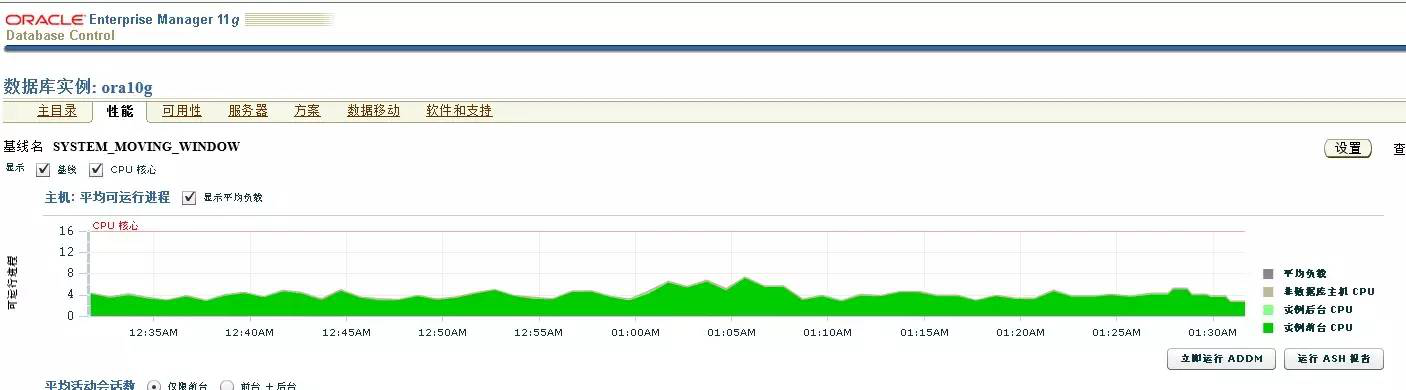 ORACLE Enterprise Manager 11g
Database Control
数据库实例: ora10g
主目录 性能 可用性 服务器 方案 数据移动 软件和支持
基线名 SYSTEM_MOVING_WINDOW 设置 查
显示 基线 CPU 核心
主机: 平均可运行进程 显示平均负载
可运行进程
CPU 核心
16
12
8
4
0
12:35AM 12:40AM 12:45AM 12:50AM 12:55AM 01:00AM 01:05AM 01:10AM 01:15AM 01:20AM 01:25AM 01:30AM
平均负载
非数据库主机 CPU
实例后台 CPU
实例前台 CPU
立即运行 ADDM 运行 ASH 报告
平均活动会话数 仅限前台 前台 + 后台